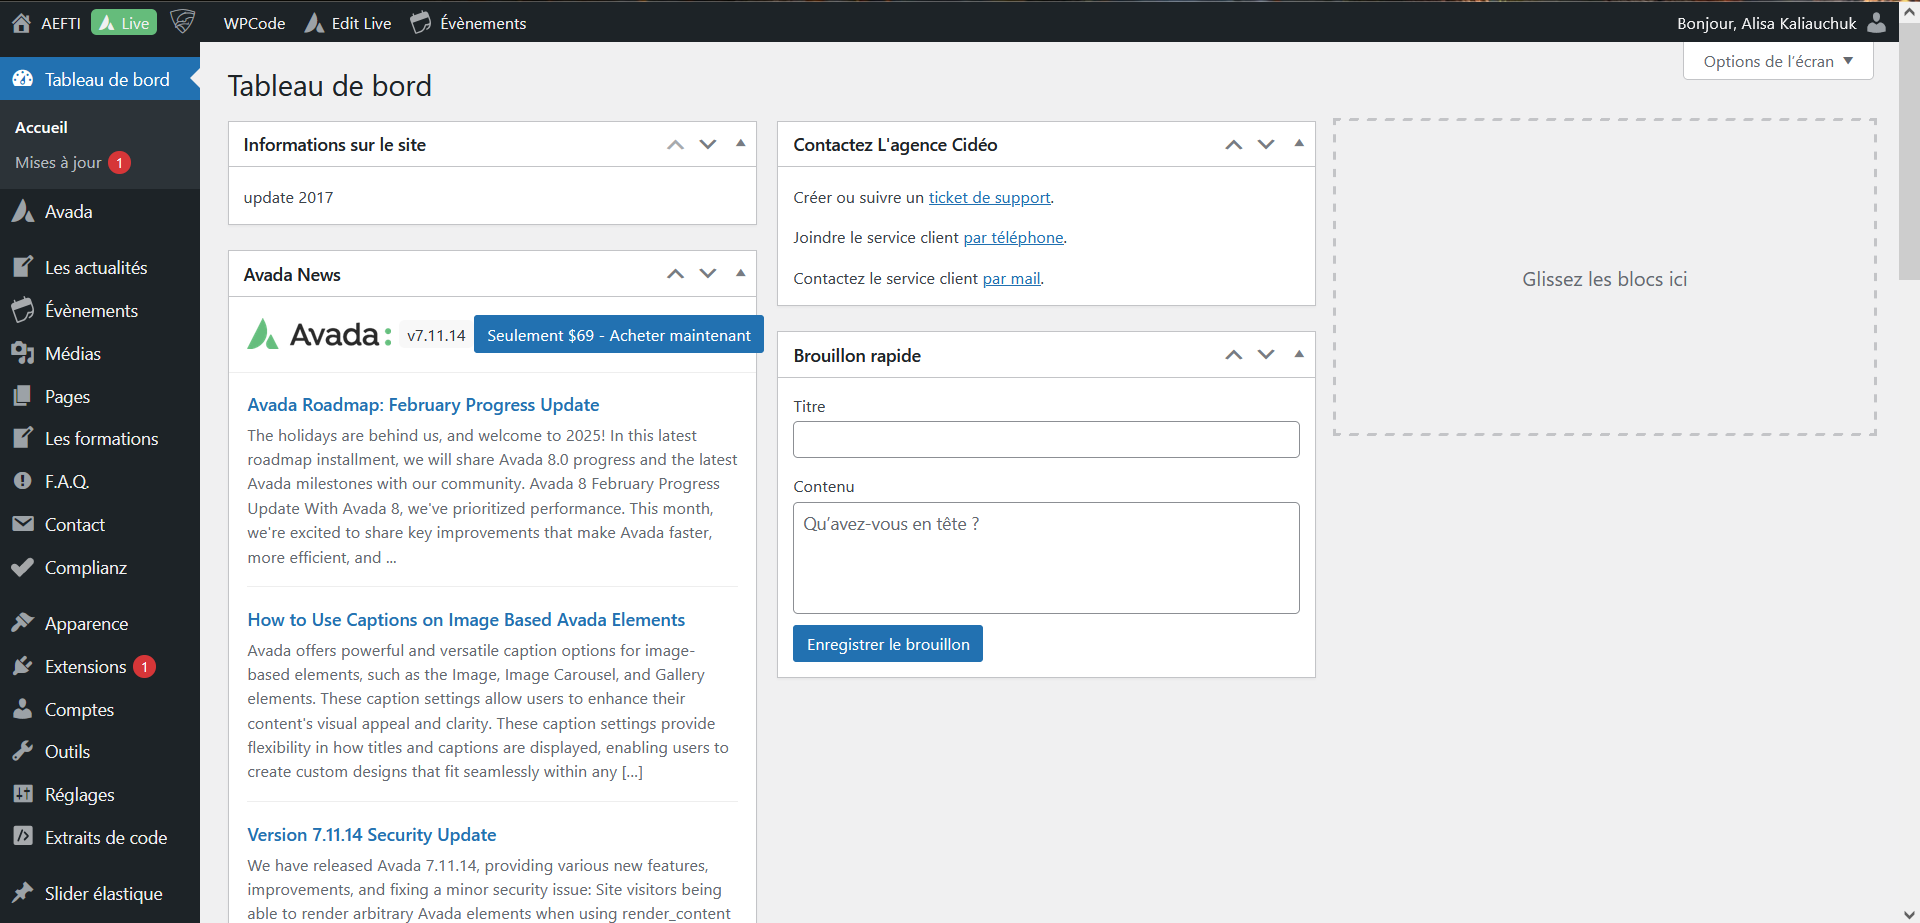 AEFTI
Live
WPCode
Edit Live
Évènements
Bonjour, Alisa Kaliauchuk
Options de l'écran
Tableau de bord
Accueil
Mises à jour 1
Avada
Les actualités
Évènements
Médias
Pages
Les formations
F.A.Q.
Contact
Complianz
Apparence
Extensions 1
Comptes
Outils
Réglages
Extraits de code
Slider élastique
Tableau de bord
Informations sur le site
update 2017
Avada News
Avada: v7.11.14 Seulement $69 - Acheter maintenant
Avada Roadmap: February Progress Update
The holidays are behind us, and welcome to 2025! In this latest
roadmap installment, we will share Avada 8.0 progress and the latest
Avada milestones with our community. Avada 8 February Progress
Update With Avada 8, we've prioritized performance. This month,
we're excited to share key improvements that make Avada faster,
more efficient, and ...
How to Use Captions on Image Based Avada Elements
Avada offers powerful and versatile caption options for image-
based elements, such as the Image, Image Carousel, and Gallery
elements. These caption settings allow users to enhance their
content's visual appeal and clarity. These caption settings provide
flexibility in how titles and captions are displayed, enabling users to
create custom designs that fit seamlessly within any [...]
Version 7.11.14 Security Update
We have released Avada 7.11.14, providing various new features,
improvements, and fixing a minor security issue: Site visitors being
able to render arbitrary Avada elements when using render_content
Contactez L'agence Cidéo
Créer ou suivre un ticket de support.
Joindre le service client par téléphone.
Contactez le service client par mail.
Brouillon rapide
Titre
Contenu
Qu'avez-vous en tête ?
Enregistrer le brouillon
Glissez les blocs ici